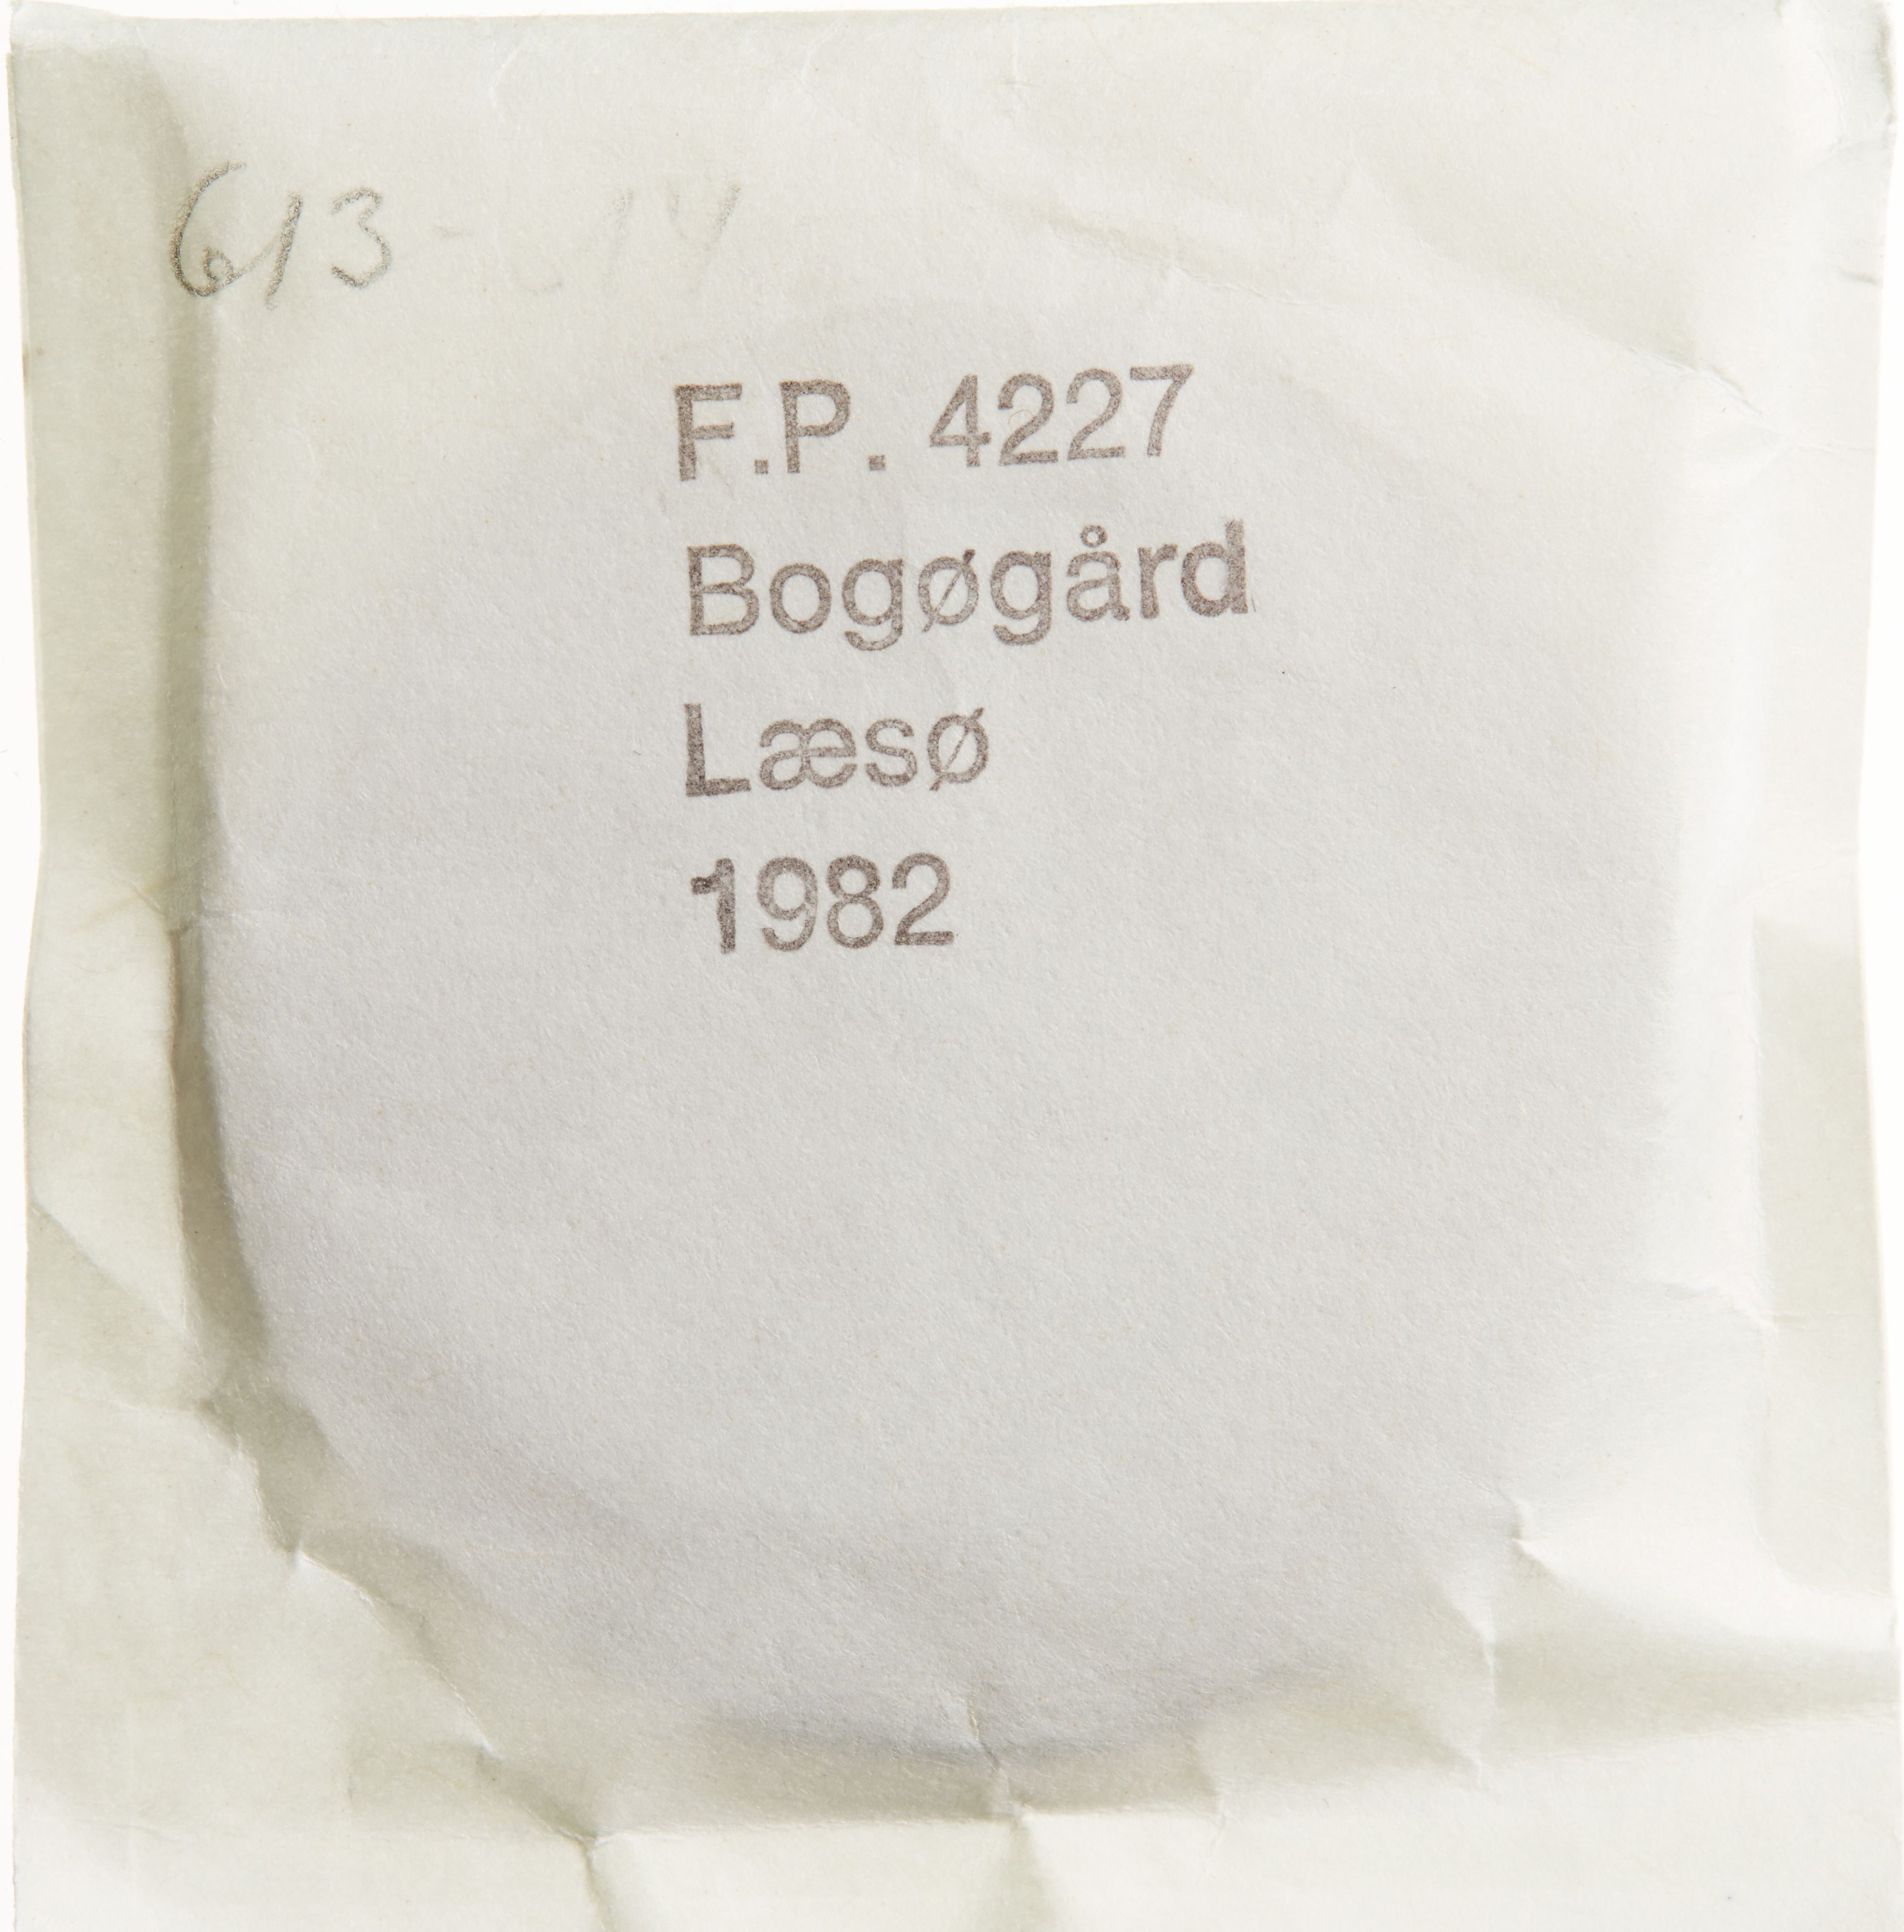 613 -
F.P. 4227
Bogøgård
Læsø
1982